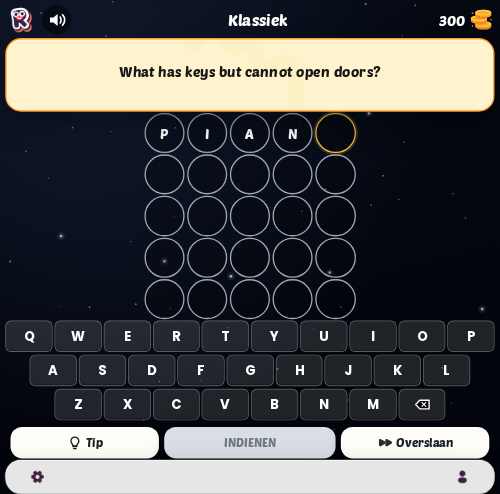 Klassiek
300
What has keys but cannot open doors?
P I A N
Q W E R T Y U I O P
A S D F G H J K L
Z X C V B N M
Tip INDIENEN Overslaan